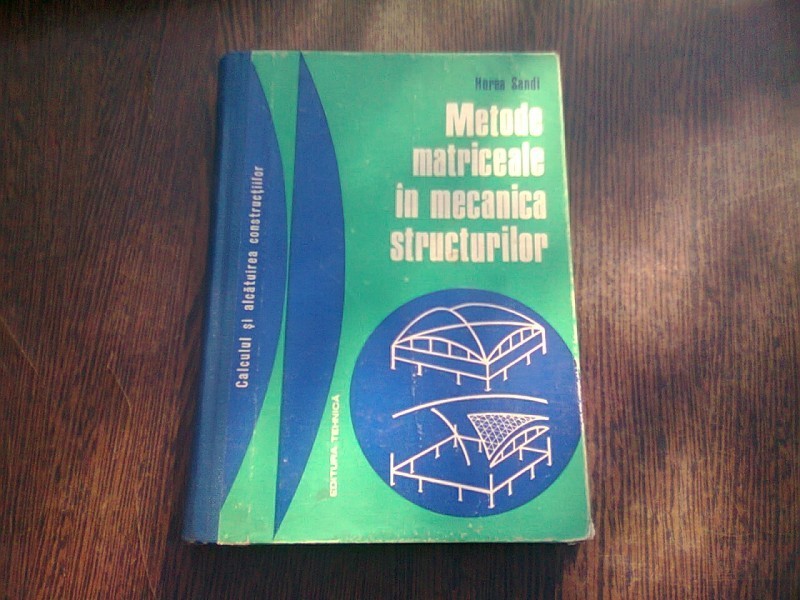 Horea Sandi
Metode
matriceale
în mecanica
structurilor
Calculul și alcătuirea construcțiilor
EDITURA TEHNICĂ